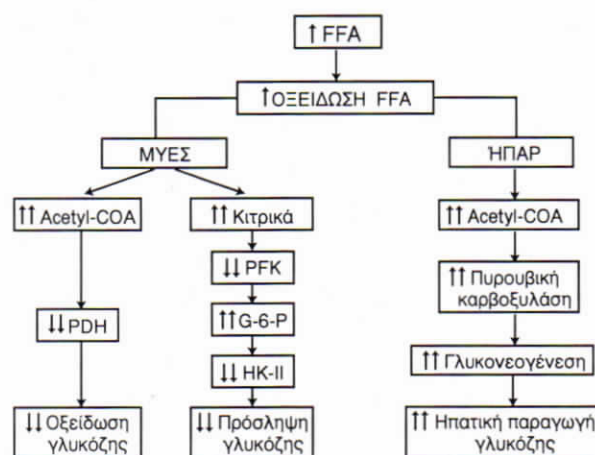 ↑ FFA
↑ΟΞΕΙΔΩΣΗ FFA
ΜΥΕΣ
ΉΠΑΡ
↑↑ Acetyl-COA
↑↑ Κιτρικά
↑↑ Acetyl-COA
↓↓ PFK
↑↑ Πυρουβική
καρβοξυλάση
↓↓ PDH
↑↑ G-6-P
↓↓ HK-II
↑↑ Γλυκονεογένεση
↓↓ Οξείδωση
γλυκόζης
↓↓ Πρόσληψη
γλυκόζης
↑↑ Ηπατική παραγωγή
γλυκόζης